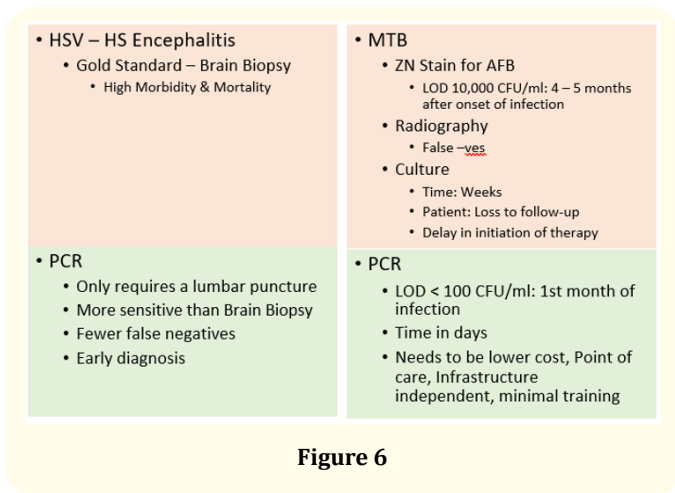 • HSV – HS Encephalitis
• Gold Standard – Brain Biopsy
• High Morbidity & Mortality
• PCR
• Only requires a lumbar puncture
• More sensitive than Brain Biopsy
• Fewer false negatives
• Early diagnosis
• MTB
• ZN Stain for AFB
• LOD 10,000 CFU/ml: 4 – 5 months
after onset of infection
• Radiography
• False –ves
• Culture
• Time: Weeks
• Patient: Loss to follow-up
• Delay in initiation of therapy
• PCR
• LOD < 100 CFU/ml: 1st month of
infection
• Time in days
• Needs to be lower cost, Point of
care, Infrastructure
independent, minimal training
Figure 6